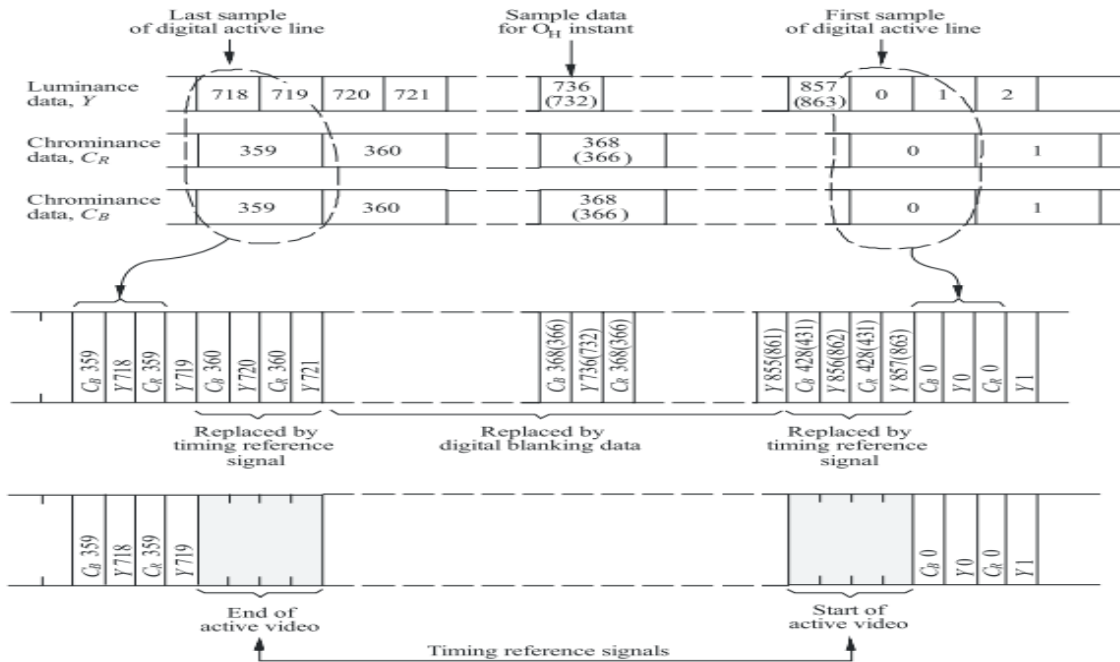 Last sample
of digital active line
Sample data
for O_H instant
First sample
of digital active line
Luminance
data, Y
718 719 720 721
736
(732)
857
(863)
0 1 2
Chrominance
data, C_R
359 360
368
(366)
0 1
Chrominance
data, C_B
359 360
368
(366)
0 1
C_B 359
Y 718
C_R 359
Y 719
C_B 360
Y 720
C_R 360
Y 721
C_B 368(366)
Y 736(732)
C_R 368(366)
Y 855(861)
C_B 428(431)
Y 856(862)
C_R 428(431)
Y 857(863)
C_B 0
Y 0
C_R 0
Y 1
Replaced by
timing reference
signal
Replaced by
digital blanking data
Replaced by
timing reference
signal
C_B 359
Y 718
C_R 359
Y 719
C_B 0
Y 0
C_R 0
Y 1
End of
active video
Start of
active video
Timing reference signals